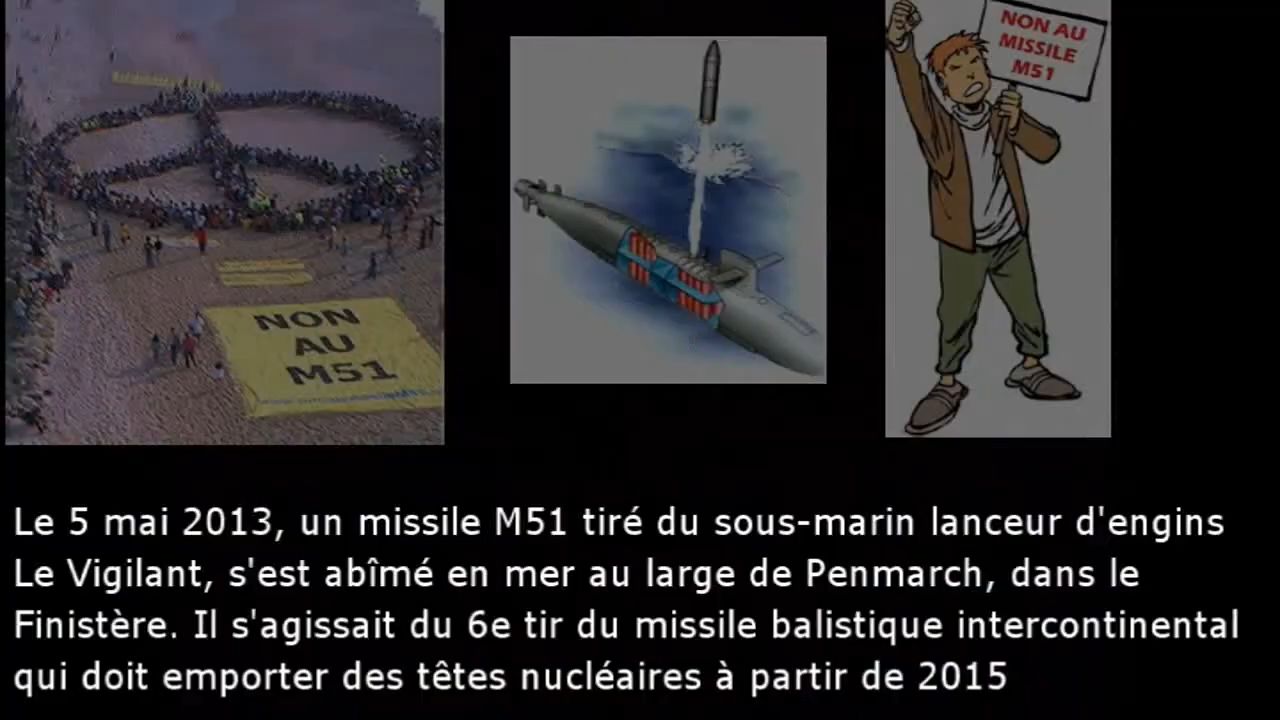 NON AU
MISSILE
M51
NON
AU
M51
Le 5 mai 2013, un missile M51 tiré du sous-marin lanceur d'engins
Le Vigilant, s'est abîmé en mer au large de Penmarch, dans le
Finistère. Il s'agissait du 6e tir du missile balistique intercontinental
qui doit emporter des têtes nucléaires à partir de 2015